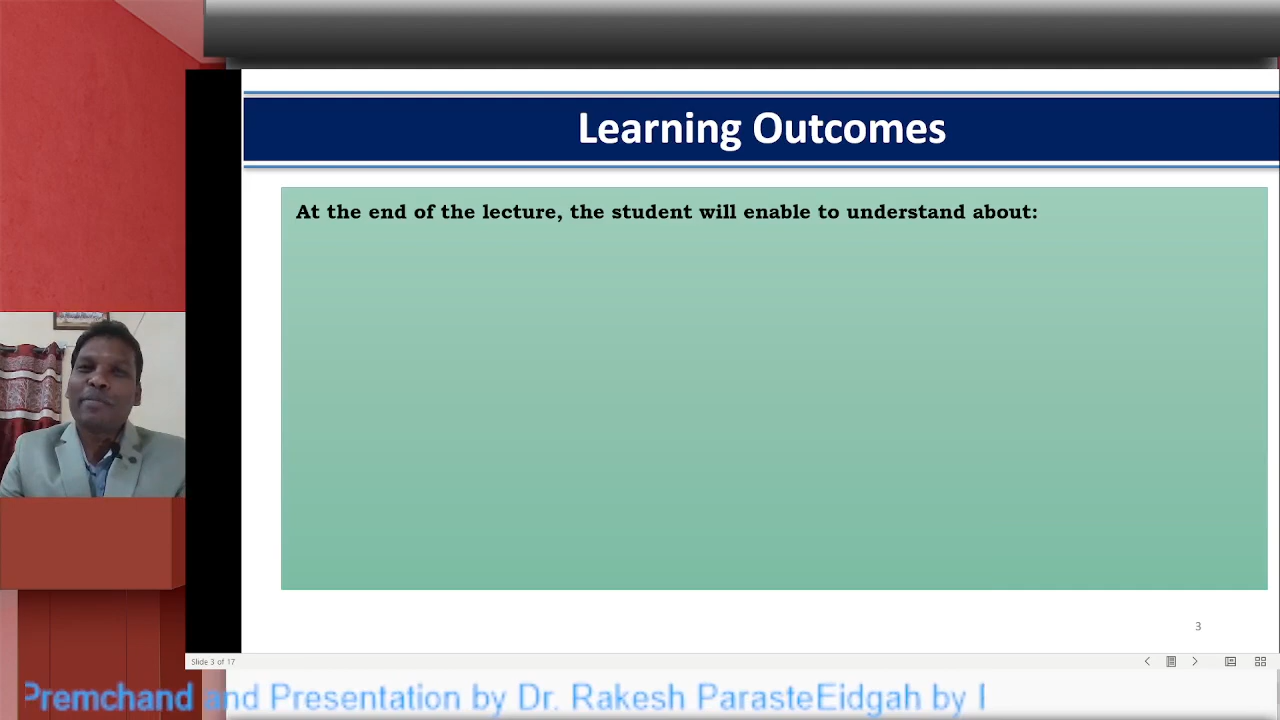 Learning Outcomes
At the end of the lecture, the student will enable to understand about:
3
Slide 3 of 17
Premchand and Presentation by Dr. Rakesh ParasteEidgah by